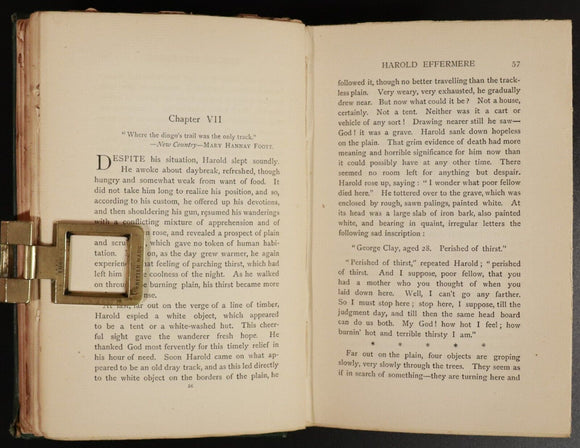 Chapter VII
"Where the dingo's trail was the only track."
—New Country—MARY HANNAY FOOTT.
DESPITE his situation, Harold slept soundly.
He awoke about daybreak, refreshed, though
hungry and somewhat weak from want of food. It
did not take him long to realize his position, and so,
according to his custom, he offered up his devotions,
and then shouldering his gun, resumed his wanderings
with a conflicting mixture of apprehension and of
rose, and revealed a prospect of plain
and scru which gave no token of human habi-
tation. on, as the day grew warmer, he again
experien at feeling of parching thirst, which had
left him coolness of the night. As he walked
on throu burning plain, his thirst became more
nse.
At last, far out on the verge of a line of timber.
Harold espied a white object, which appeared
to be a tent or a white-washed hut. This cheer-
ful sight gave the wanderer fresh hope. He
thanked God most fervently for this timely relief in
his hour of need. Soon Harold came on what ap-
peared to be an old dray track, and as this led directly
to the white object on the borders of the plain, he
56
HAROLD EFFERMERE 57
followed it, though no better travelling than the track-
less plain. Very weary, very exhausted, he gradually
drew near. But now what could it be? Not a house,
certainly. Not a tent. Neither was it a cart or
vehicle of any sort! Drawing nearer still he saw—
God! it was a grave. Harold sank down hopeless
on the plain. That grim evidence of death had more
meaning and horrible significance for him now than
it could possibly have at any other time. There
seemed no room left for anything but despair.
Harold rose up, saying: "I wonder what poor fellow
died here." He tottered over to the grave, which was
enclosed by rough, sawn palings, painted white. At
its head was a large slab of iron bark, also painted
white, and bearing in quaint, irregular letters the
following sad inscription:
"George Clay, aged 28. Perished of thirst."
"Perished of thirst," repeated Harold; "perished
of thirst. And I suppose, poor fellow, that you
had a mother who you thought of when you
laid down here. Well, I can't go any farther.
So I must stop here; stop here, I suppose, till the
judgment day, and till then the same head board
can do us both. My God! how hot I feel; how
burnin' hot and terrible thirsty I am."
* * * * *
Far out on the plain, four objects are groping
slowly, very slowly through the trees. They seem as
if in search of something—they are turning here and